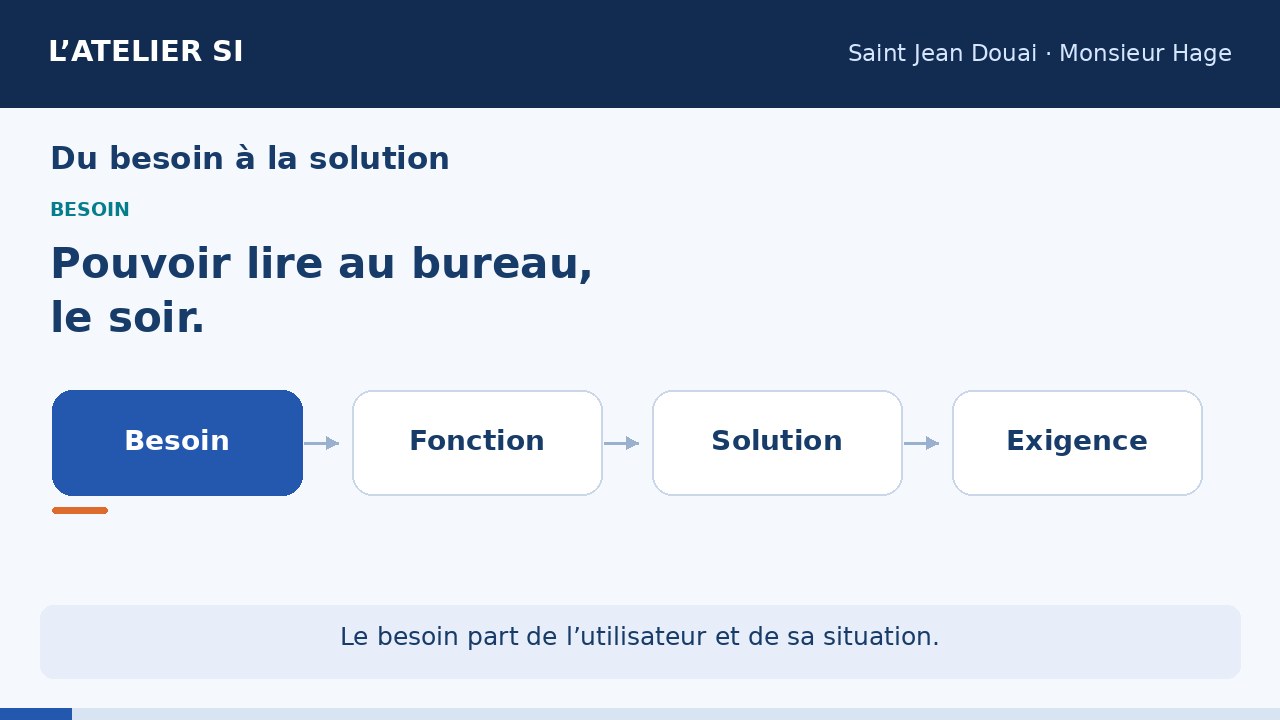 L’ATELIER SI
Saint Jean Douai · Monsieur Hage
Du besoin à la solution
BESOIN
Pouvoir lire au bureau,
le soir.
Besoin
Fonction
Solution
Exigence
Le besoin part de l’utilisateur et de sa situation.